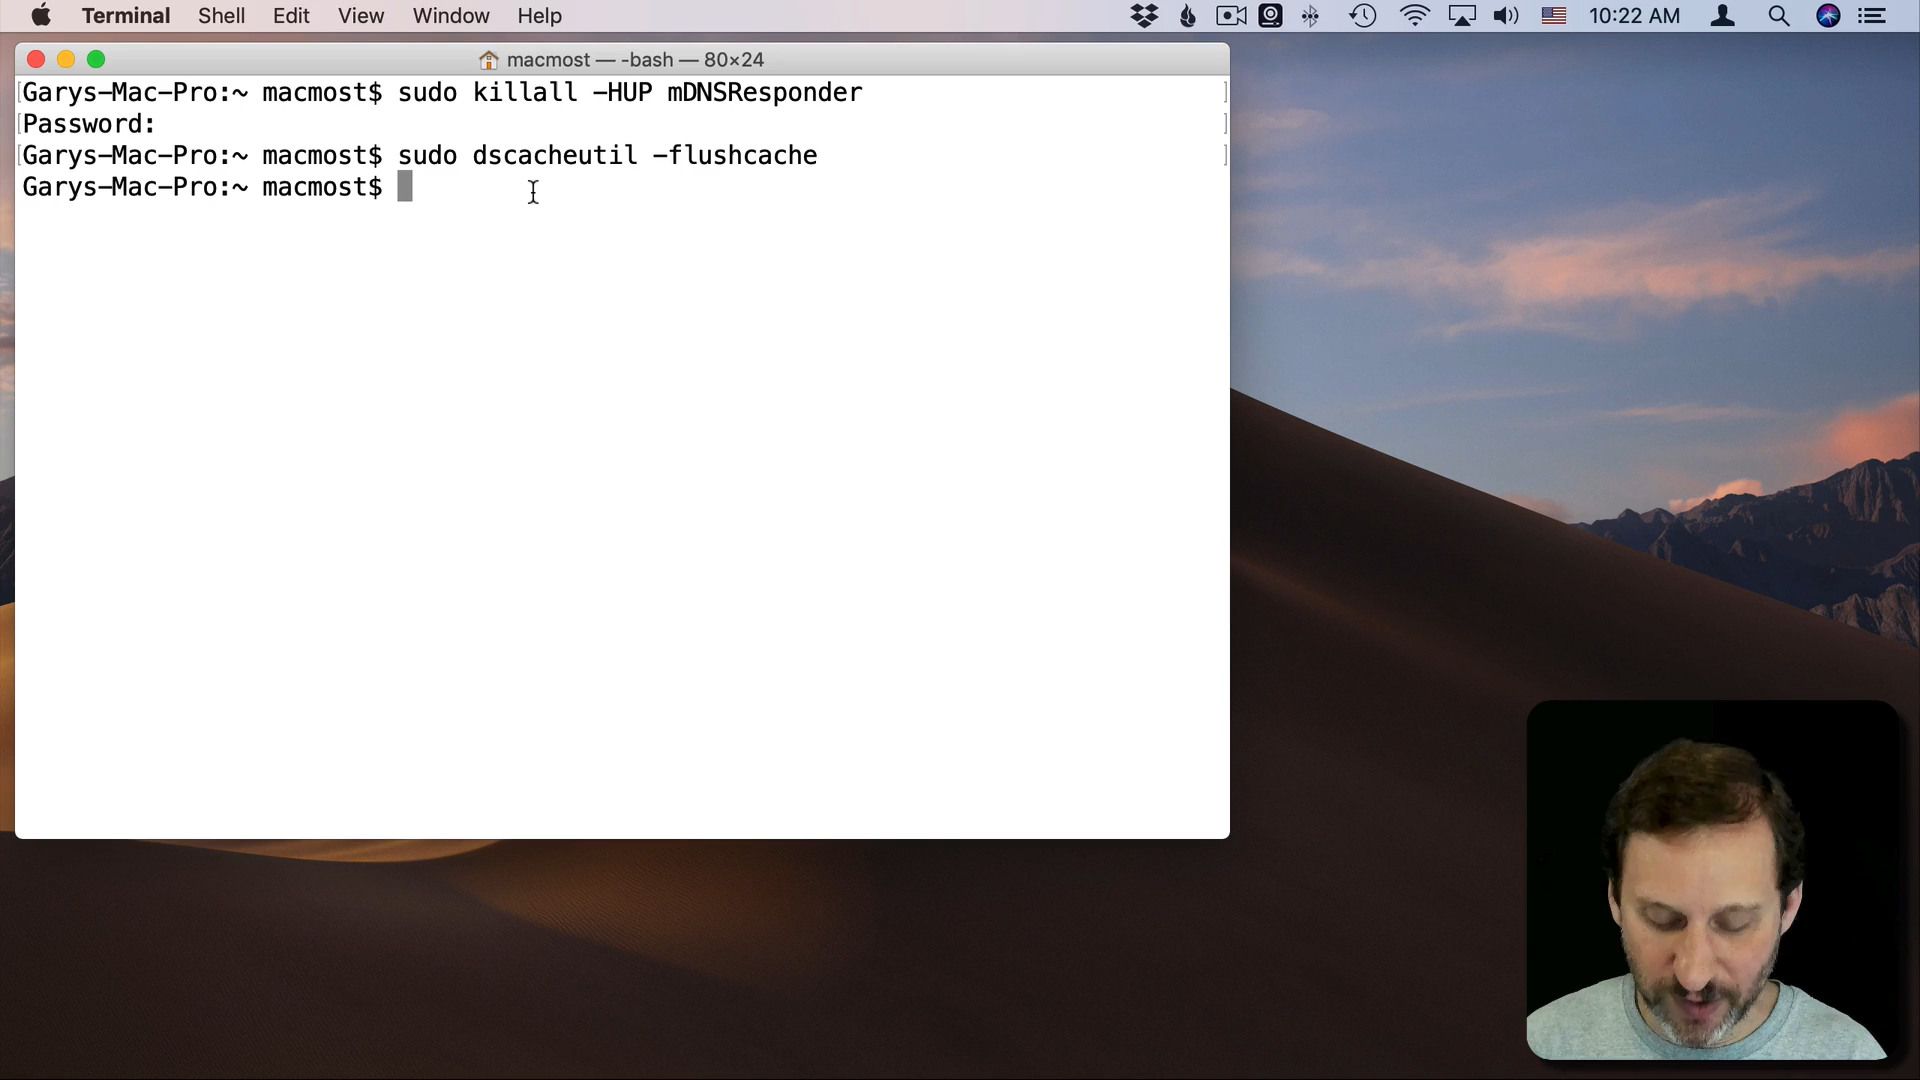 Terminal Shell Edit View Window Help 10:22 AM
macmost — -bash — 80×24
Garys-Mac-Pro:~ macmost$ sudo killall -HUP mDNSResponder
Password:
Garys-Mac-Pro:~ macmost$ sudo dscacheutil -flushcache
Garys-Mac-Pro:~ macmost$